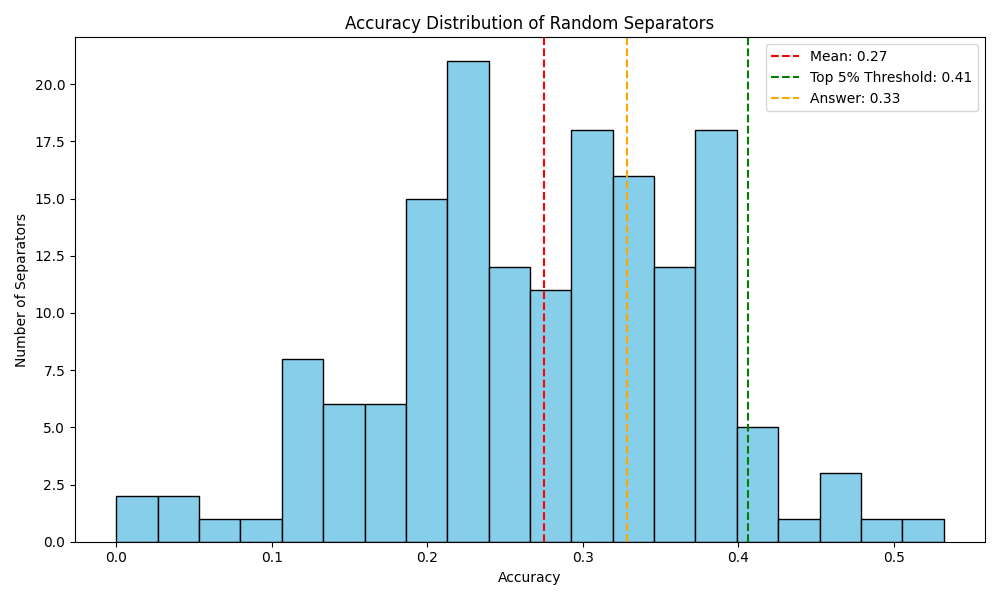 Accuracy Distribution of Random Separators
Mean: 0.27
Top 5% Threshold: 0.41
Answer: 0.33
Number of Separators
20.0
17.5
15.0
12.5
10.0
7.5
5.0
2.5
0.0
0.0 0.1 0.2 0.3 0.4 0.5
Accuracy